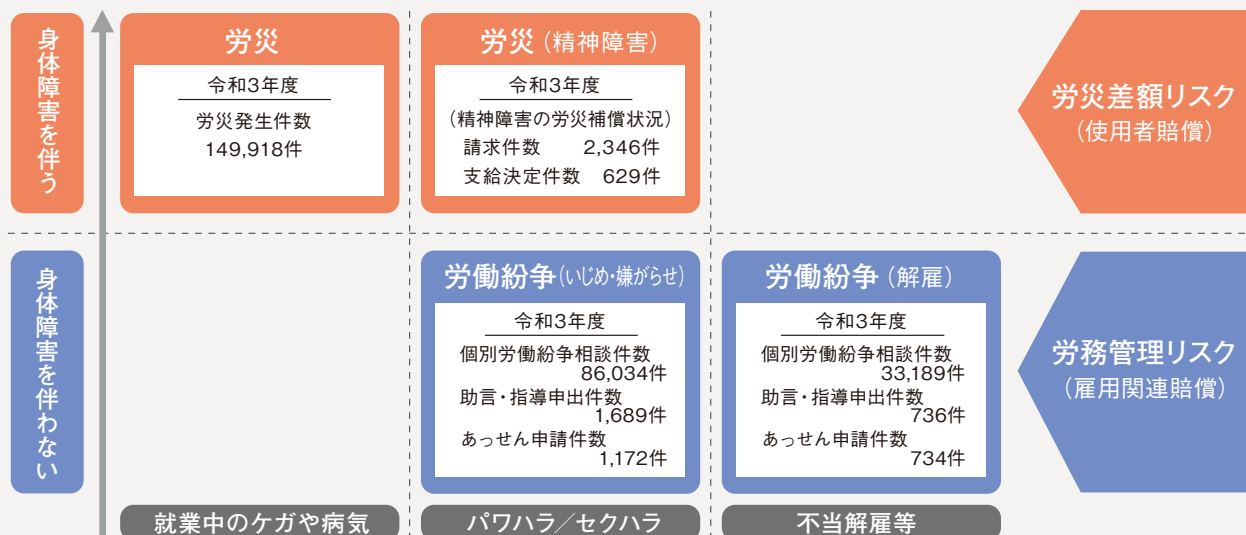 身体障害を伴う
労災
令和3年度
労災発生件数
149,918件
労災（精神障害）
令和3年度
(精神障害の労災補償状況)
請求件数 2,346件
支給決定件数 629件
労災差額リスク
（使用者賠償）
身体障害を伴わない
労働紛争（いじめ・嫌がらせ）
令和3年度
個別労働紛争相談件数
86,034件
助言・指導申出件数
1,689件
あっせん申請件数
1,172件
労働紛争（解雇）
令和3年度
個別労働紛争相談件数
33,189件
助言・指導申出件数
736件
あっせん申請件数
734件
労務管理リスク
（雇用関連賠償）
就業中のケガや病気
パワハラ／セクハラ
不当解雇等